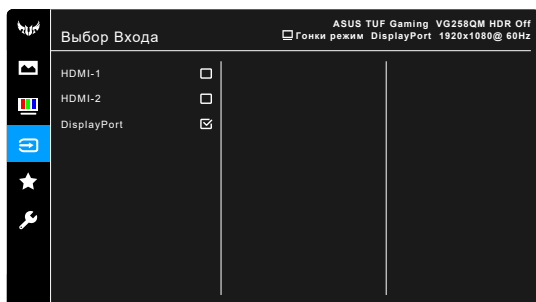 ASUS TUF Gaming VG258QM HDR Off
Выбор Входа
Гонки режим DisplayPort 1920x1080@ 60Hz
HDMI-1
HDMI-2
DisplayPort